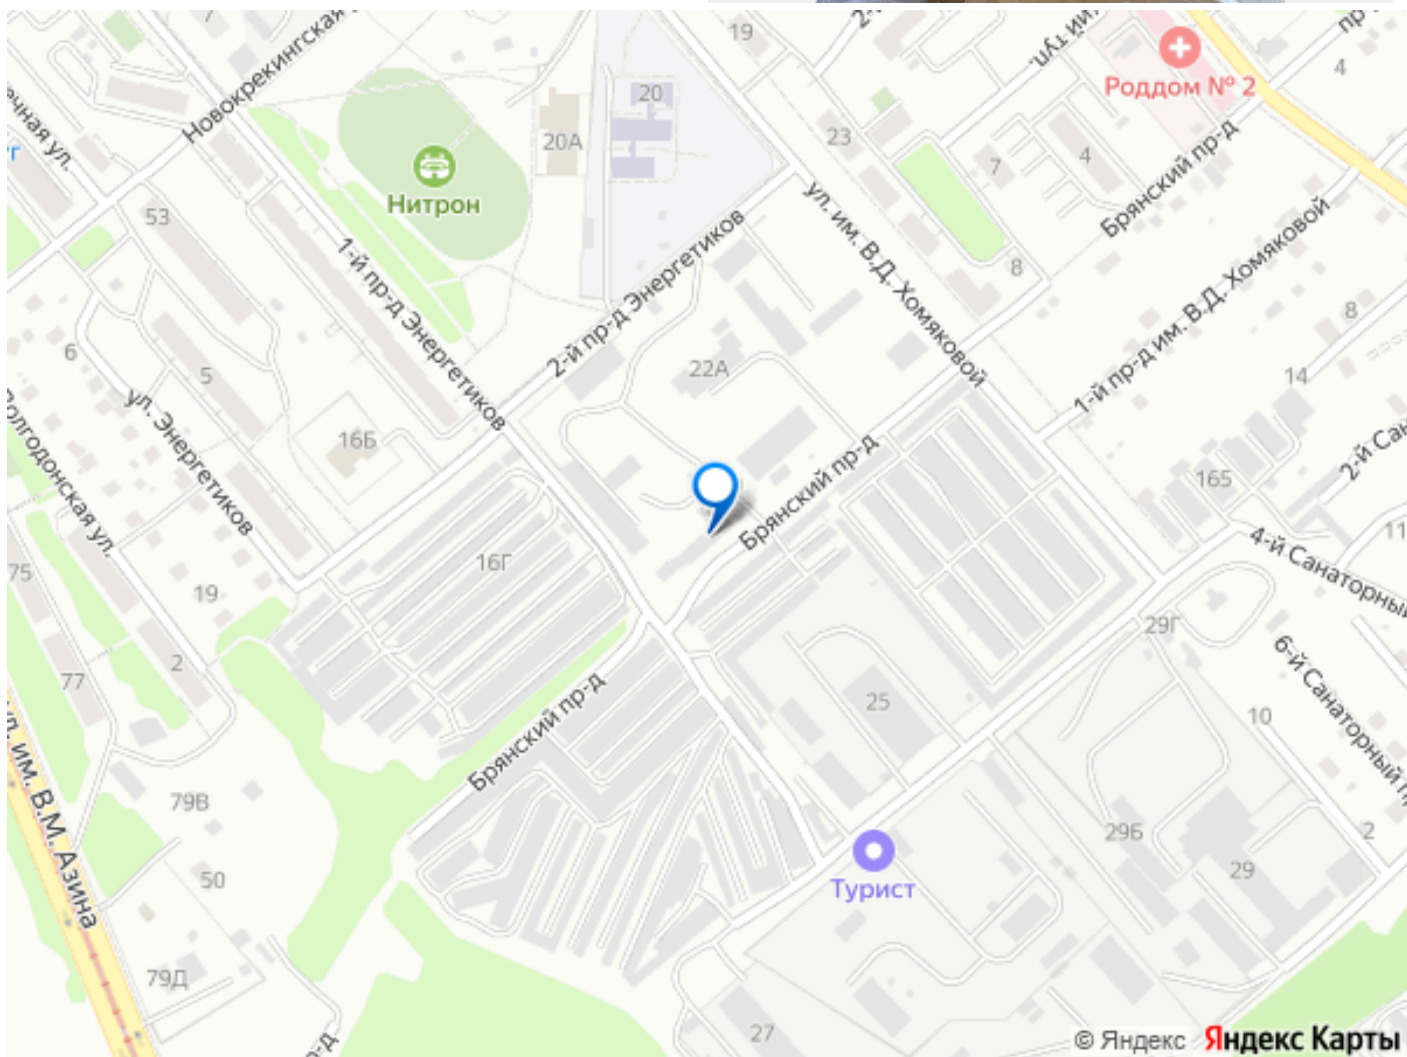 Новокрекингская
19
4
Роддом № 2
20
20А
23
4
7
Брянский пр-д
Нитрон
53
ул. им. В.Д. Хомяковой
1-й пр-д Энергетиков
2-й пр-д Энергетиков
8
1-й пр-д им. В.Д. Хомяковой
8
6
5
22А
14
ул. Энергетиков
16Б
165
Брянский пр-д
16Г
11
4-й Санаторный
75
19
29Г
2
77
6-й Санаторный
25
10
Брянский пр-д
79В
ул. им. В.М. Азина
29Б
2
50
Турист
29
79Д
27
© Яндекс Яндекс Карты